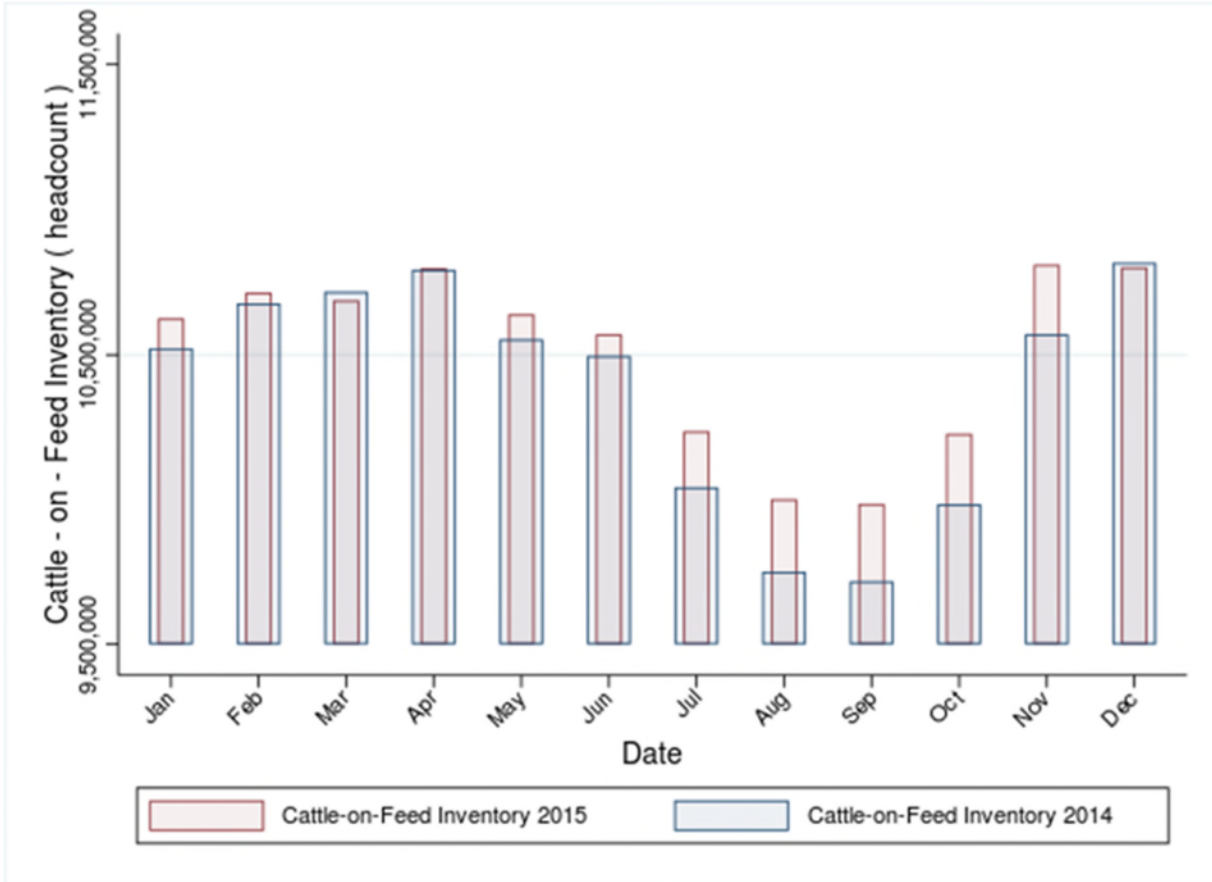 Cattle - on - Feed Inventory ( headcount )
11,500,000
10,500,000
9,500,000
Jan Feb Mar Apr May Jun Jul Aug Sep Oct Nov Dec
Date
Cattle-on-Feed Inventory 2015 Cattle-on-Feed Inventory 2014